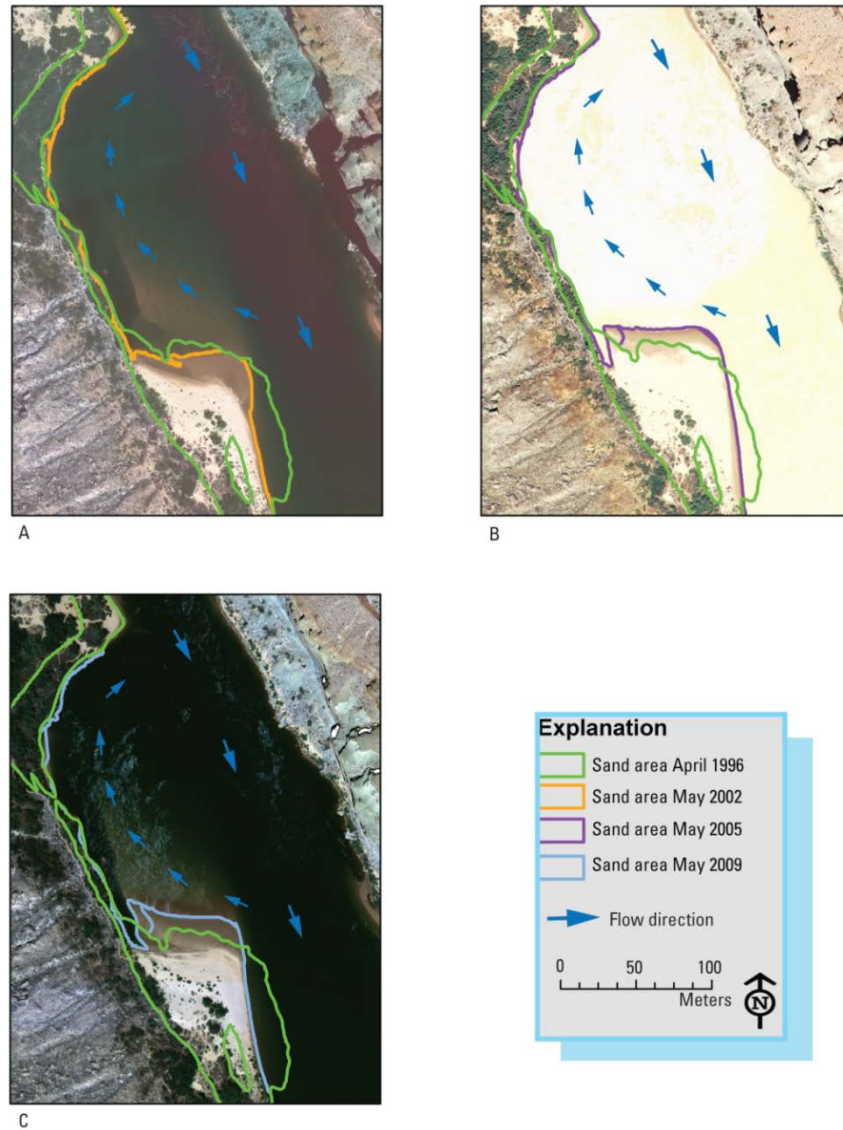 A
B
C
Explanation
Sand area April 1996
Sand area May 2002
Sand area May 2005
Sand area May 2009
Flow direction
0 50 100
Meters
N